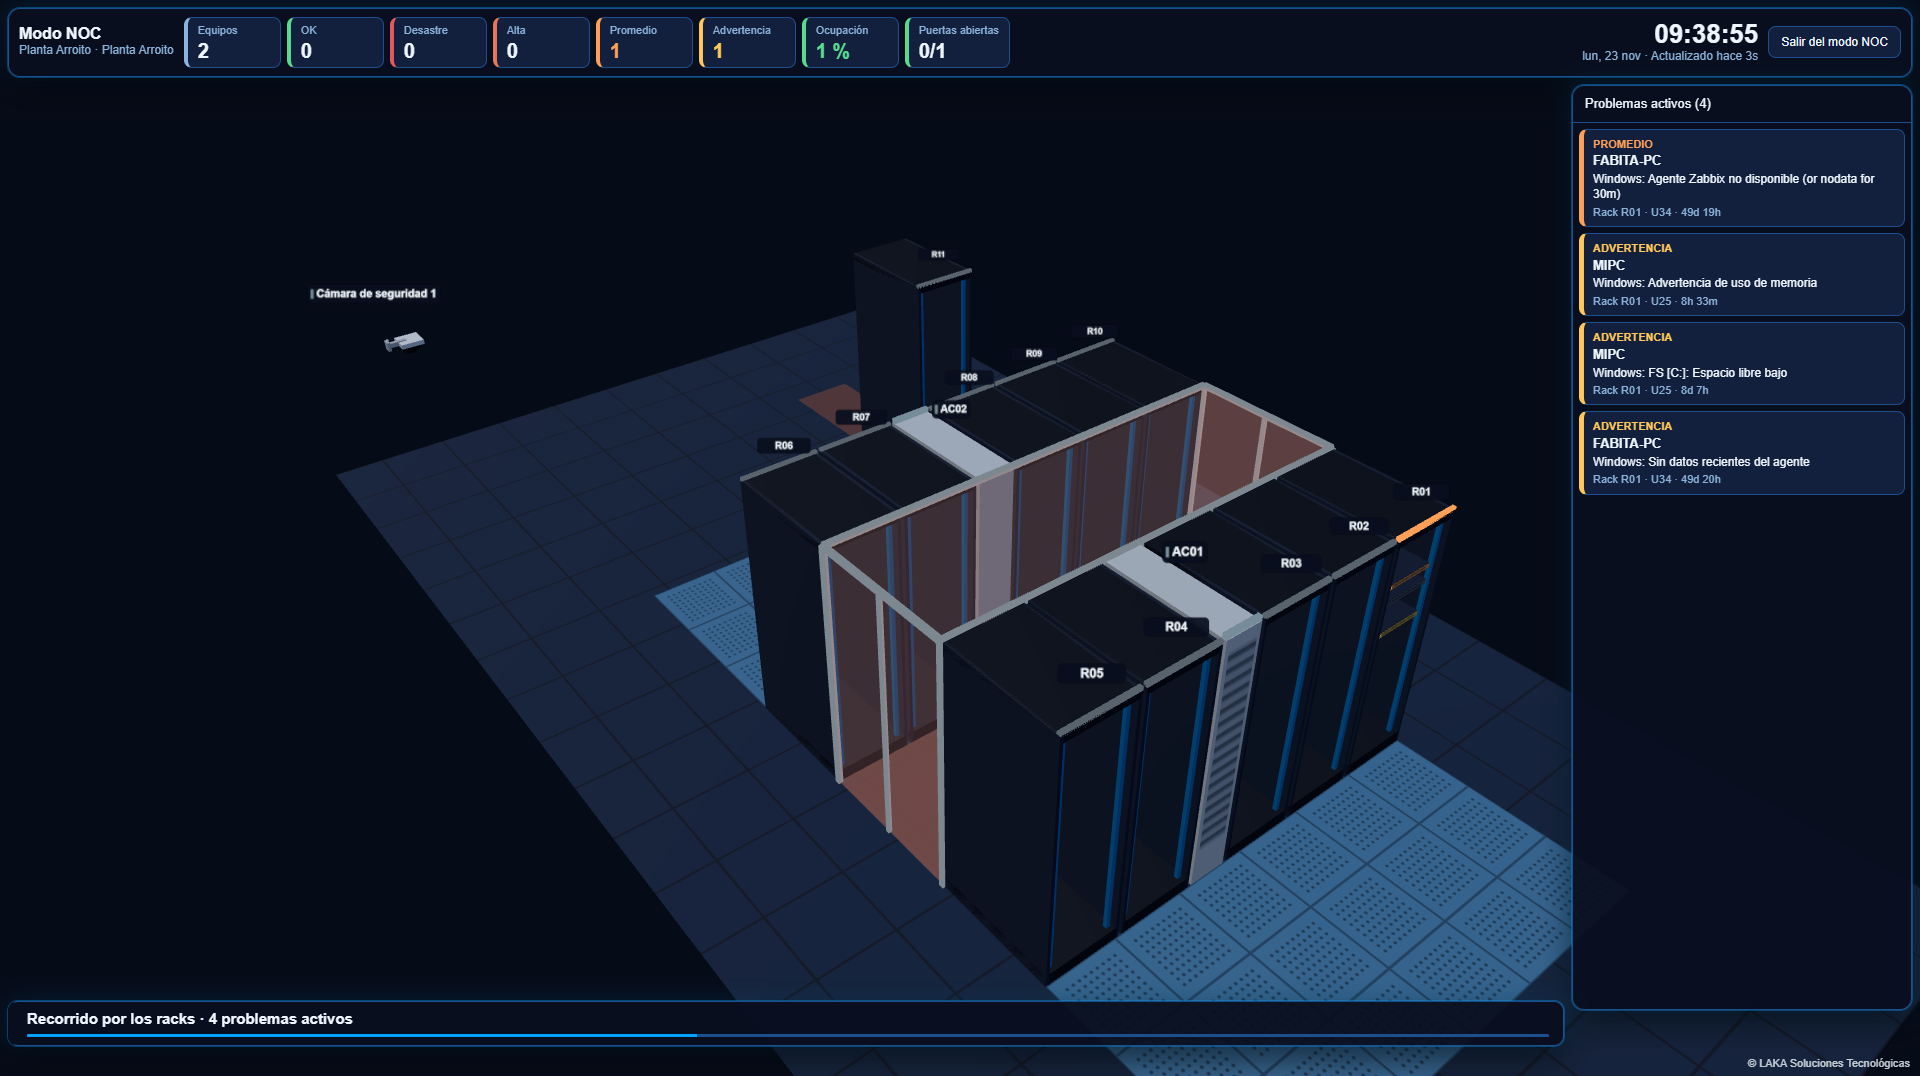 Modo NOC
Planta Arroito · Planta Arroito
Equipos
2
OK
0
Desastre
0
Alta
0
Promedio
1
Advertencia
1
Ocupación
1 %
Puertas abiertas
0/1
09:38:55
lun, 23 nov · Actualizado hace 3s
Salir del modo NOC
Problemas activos (4)
PROMEDIO
FABITA-PC
Windows: Agente Zabbix no disponible (or nodata for
30m)
Rack R01 · U34 · 49d 19h
ADVERTENCIA
MIPC
Windows: Advertencia de uso de memoria
Rack R01 · U25 · 8h 33m
ADVERTENCIA
MIPC
Windows: FS [C:]: Espacio libre bajo
Rack R01 · U25 · 8d 7h
ADVERTENCIA
FABITA-PC
Windows: Sin datos recientes del agente
Rack R01 · U34 · 49d 20h
R11
Cámara de seguridad 1
R10
R09
R08
AC02
R07
R06
R01
R02
AC01
R03
R04
R05
Recorrido por los racks · 4 problemas activos
© LAKA Soluciones Tecnológicas